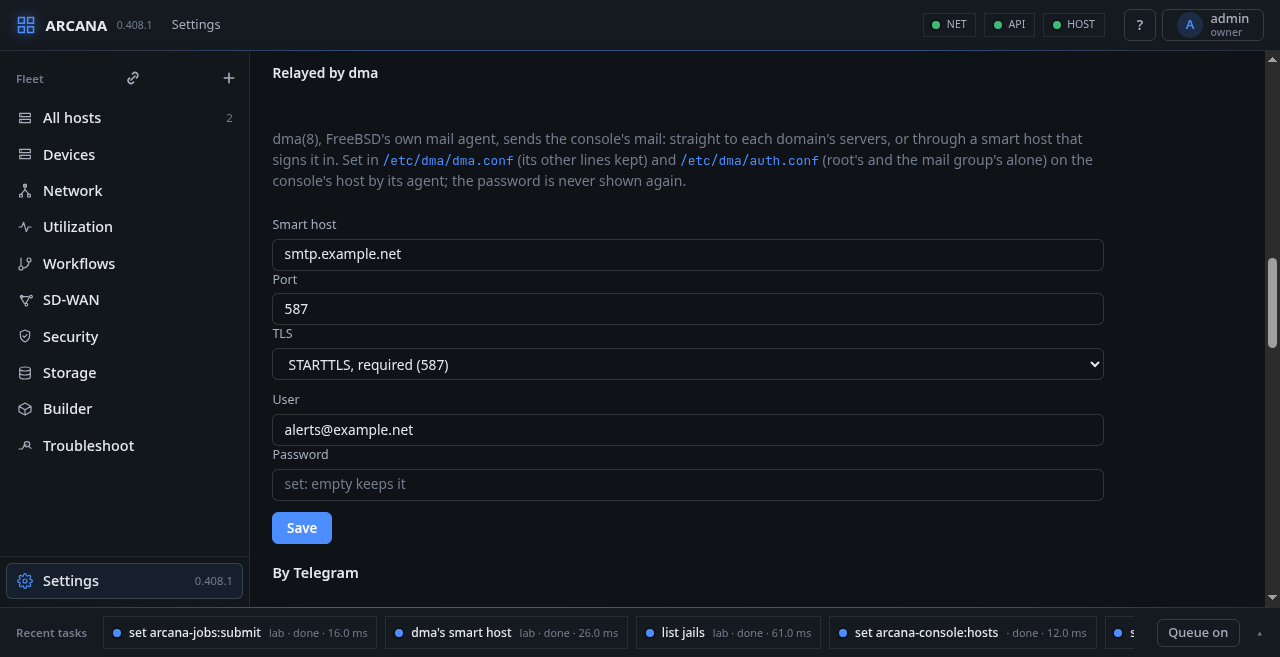 ARCANA 0.408.1 Settings NET API HOST ? A admin
owner
Fleet
All hosts 2
Devices
Network
Utilization
Workflows
SD-WAN
Security
Storage
Builder
Troubleshoot
Settings 0.408.1
Relayed by dma
dma(8), FreeBSD's own mail agent, sends the console's mail: straight to each domain's servers, or through a smart host that
signs it in. Set in /etc/dma/dma.conf (its other lines kept) and /etc/dma/auth.conf (root's and the mail group's alone) on the
console's host by its agent; the password is never shown again.
Smart host
smtp.example.net
Port
587
TLS
STARTTLS, required (587)
User
alerts@example.net
Password
set: empty keeps it
Save
By Telegram
Recent tasks set arcana-jobs:submit lab · done · 16.0 ms dma's smart host lab · done · 26.0 ms list jails lab · done · 61.0 ms set arcana-console:hosts · done · 12.0 ms Queue on